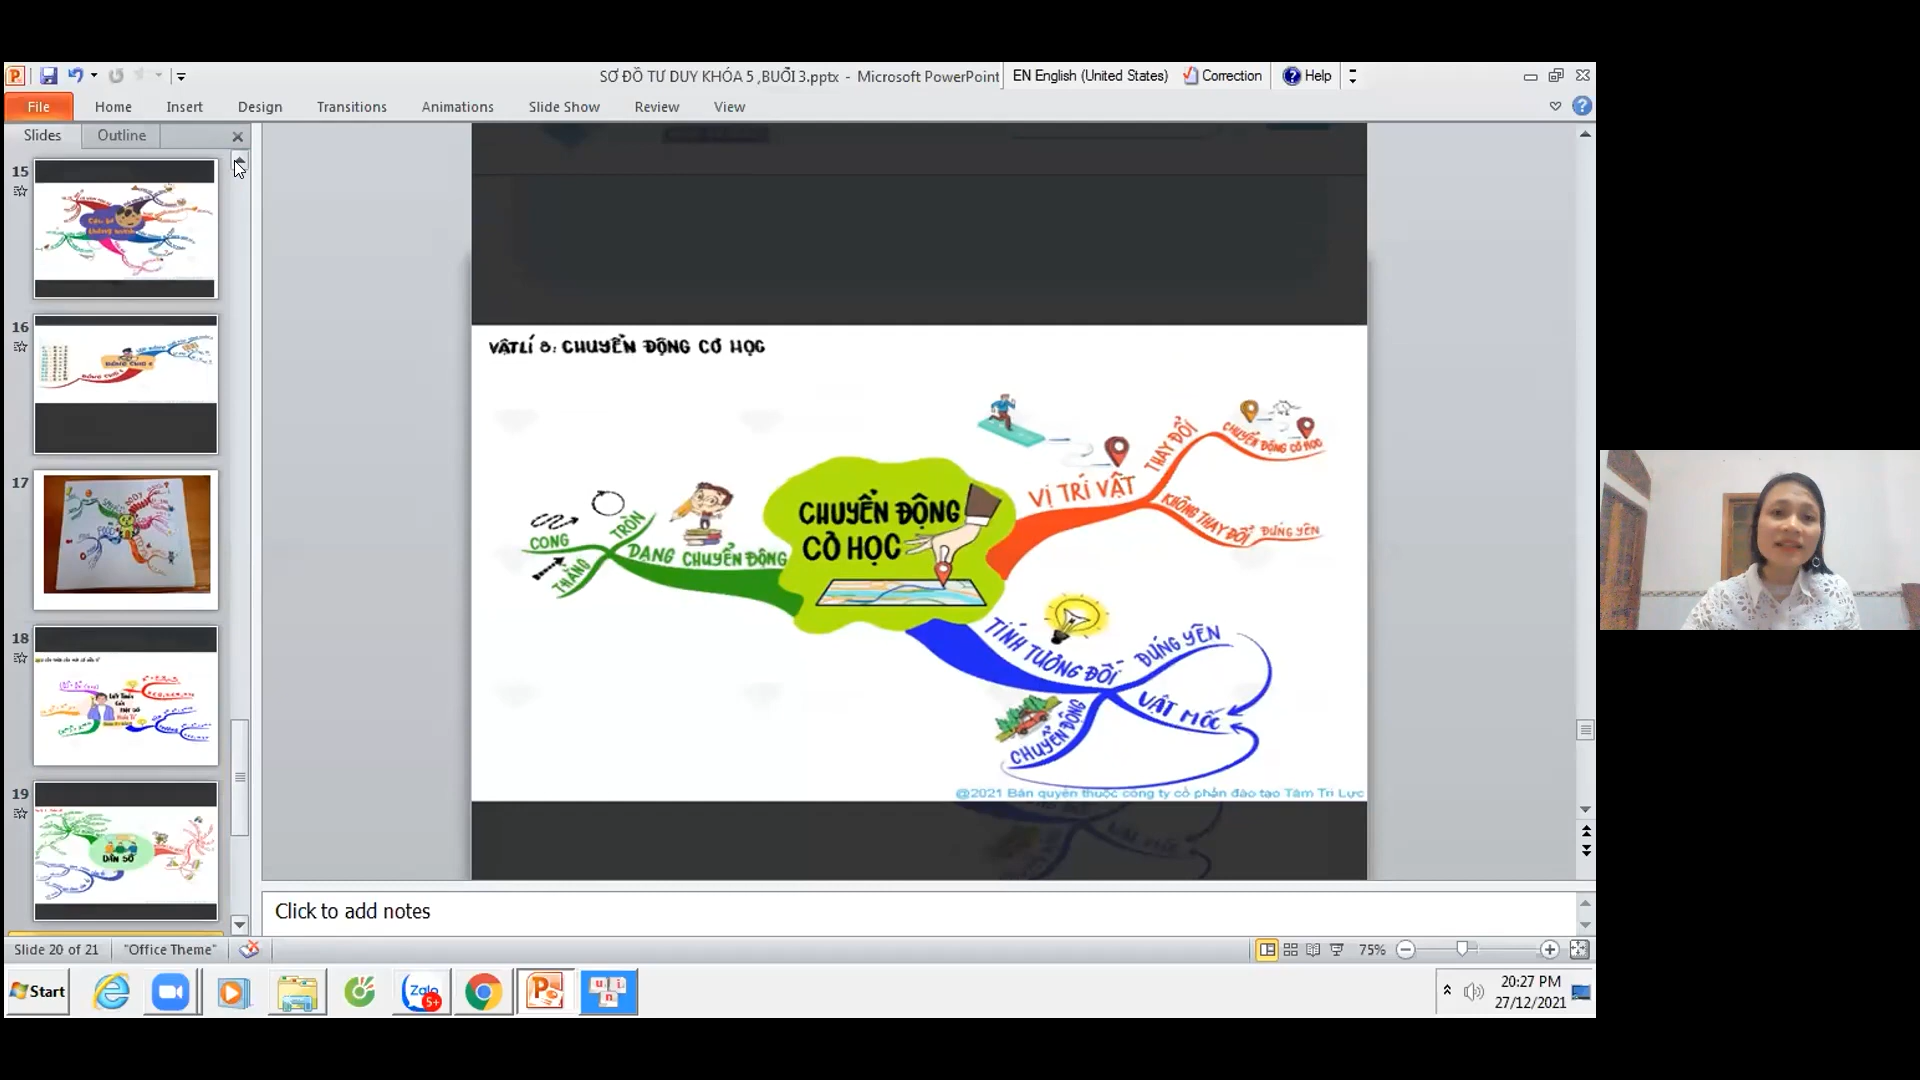 SƠ ĐỒ TƯ DUY KHÓA 5 ,BUỔI 3.pptx - Microsoft PowerPoint
EN English (United States) Correction Help
File Home Insert Design Transitions Animations Slide Show Review View
Slides Outline
15
16
17
18
19
DÂN SỐ
VẬT LÍ 8: CHUYỂN ĐỘNG CƠ HỌC
CHUYỂN ĐỘNG
CƠ HỌC
VỊ TRÍ VẬT
THAY ĐỔI
CHUYỂN ĐỘNG CƠ HỌC
KHÔNG THAY ĐỔI
ĐỨNG YÊN
DẠNG CHUYỂN ĐỘNG
TRÒN
CONG
THẲNG
TÍNH TƯƠNG ĐỐI
ĐỨNG YÊN
VẬT MỐC
CHUYỂN ĐỘNG
@2021 Bản quyền thuộc công ty cổ phần đào tạo Tâm Trí Lực
Click to add notes
Slide 20 of 21 "Office Theme" 75%
Start Zalo 5+ 20:27 PM
27/12/2021